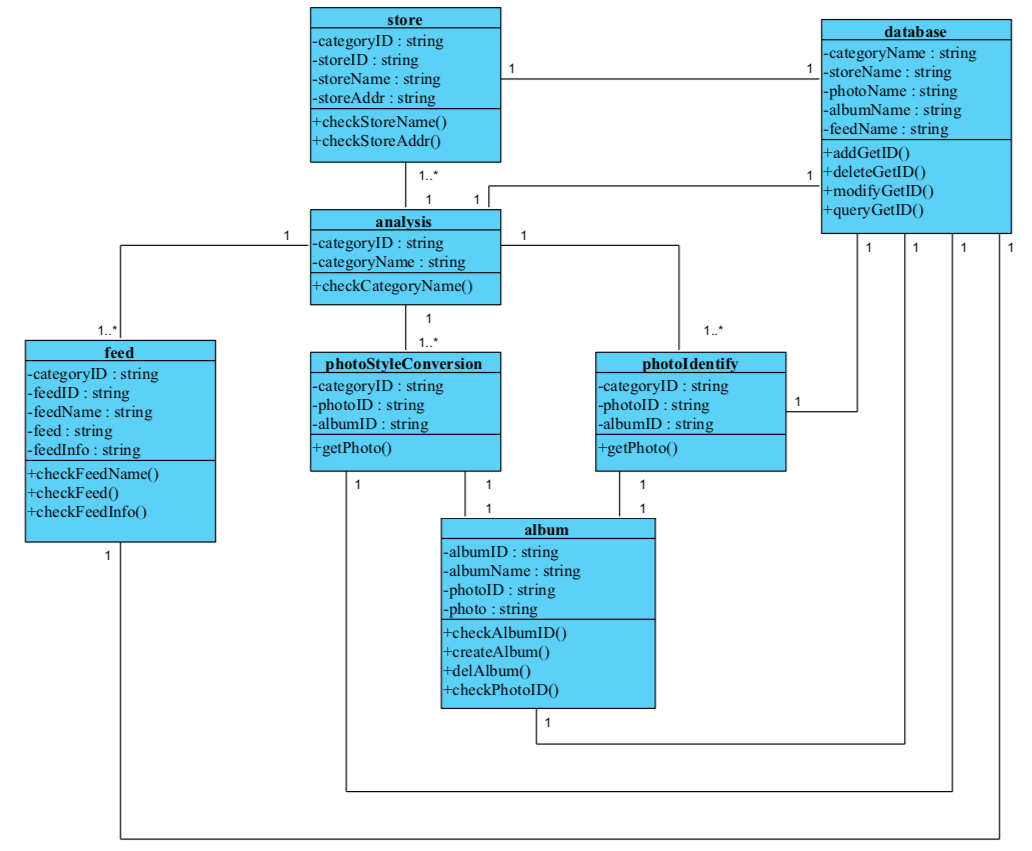 store
-categoryID : string
-storeID : string
-storeName : string
-storeAddr : string
+checkStoreName()
+checkStoreAddr()
database
-categoryName : string
-storeName : string
-photoName : string
-albumName : string
-feedName : string
+addGetID()
+deleteGetID()
+modifyGetID()
+queryGetID()
1
1
1..*
1
1
1
analysis
-categoryID : string
-categoryName : string
+checkCategoryName()
1
1
1
1
1
1
1..*
1
1..*
1..*
feed
-categoryID : string
-feedID : string
-feedName : string
-feed : string
-feedInfo : string
+checkFeedName()
+checkFeed()
+checkFeedInfo()
photoStyleConversion
-categoryID : string
-photoID : string
-albumID : string
+getPhoto()
photoIdentify
-categoryID : string
-photoID : string
-albumID : string
+getPhoto()
1
1
1
1
1
1
album
-albumID : string
-albumName : string
-photoID : string
-photo : string
+checkAlbumID()
+createAlbum()
+delAlbum()
+checkPhotoID()
1
1